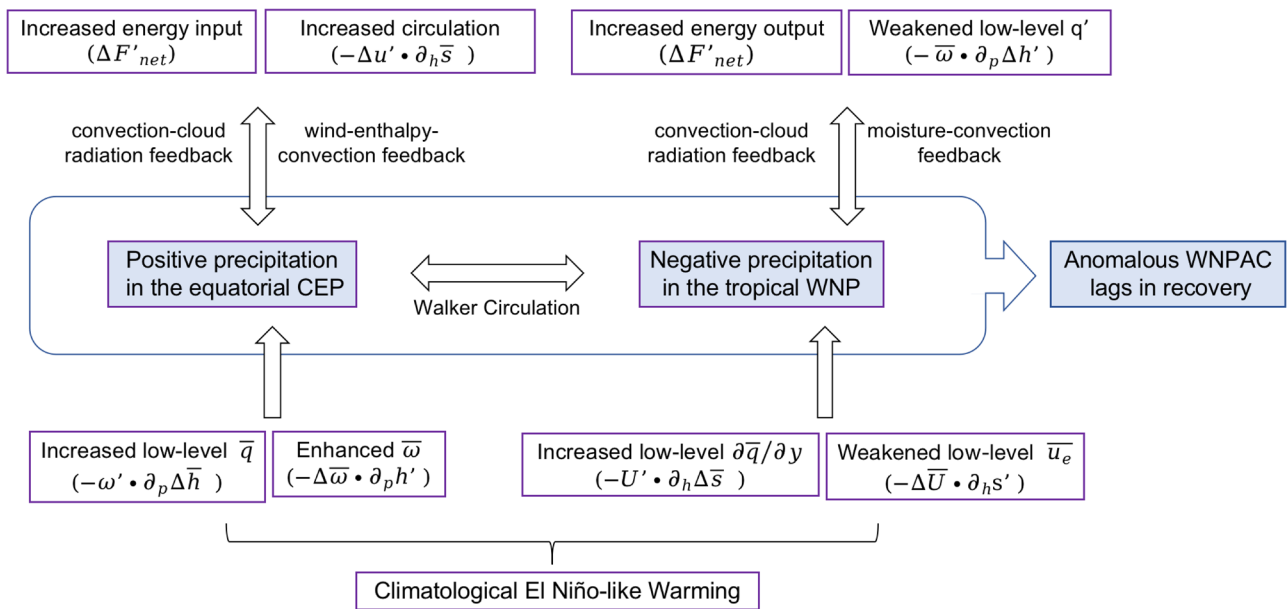 Increased energy input
(ΔF'net)
Increased circulation
(−Δu' • ∂ₕs̅ )
Increased energy output
(ΔF'net)
Weakened low-level q'
(− ω̅ • ∂ₚΔh' )
convection-cloud
radiation feedback
wind-enthalpy-
convection feedback
convection-cloud
radiation feedback
moisture-convection
feedback
Positive precipitation
in the equatorial CEP
Walker Circulation
Negative precipitation
in the tropical WNP
Anomalous WNPAC
lags in recovery
Increased low-level q̅
(−ω' • ∂ₚΔh̅ )
Enhanced ω̅
(−Δω̅ • ∂ₚh' )
Increased low-level ∂q̅/∂y
(−U' • ∂ₕΔs̅ )
Weakened low-level u̅ₑ
(−ΔU̅ • ∂ₕs' )
Climatological El Niño-like Warming